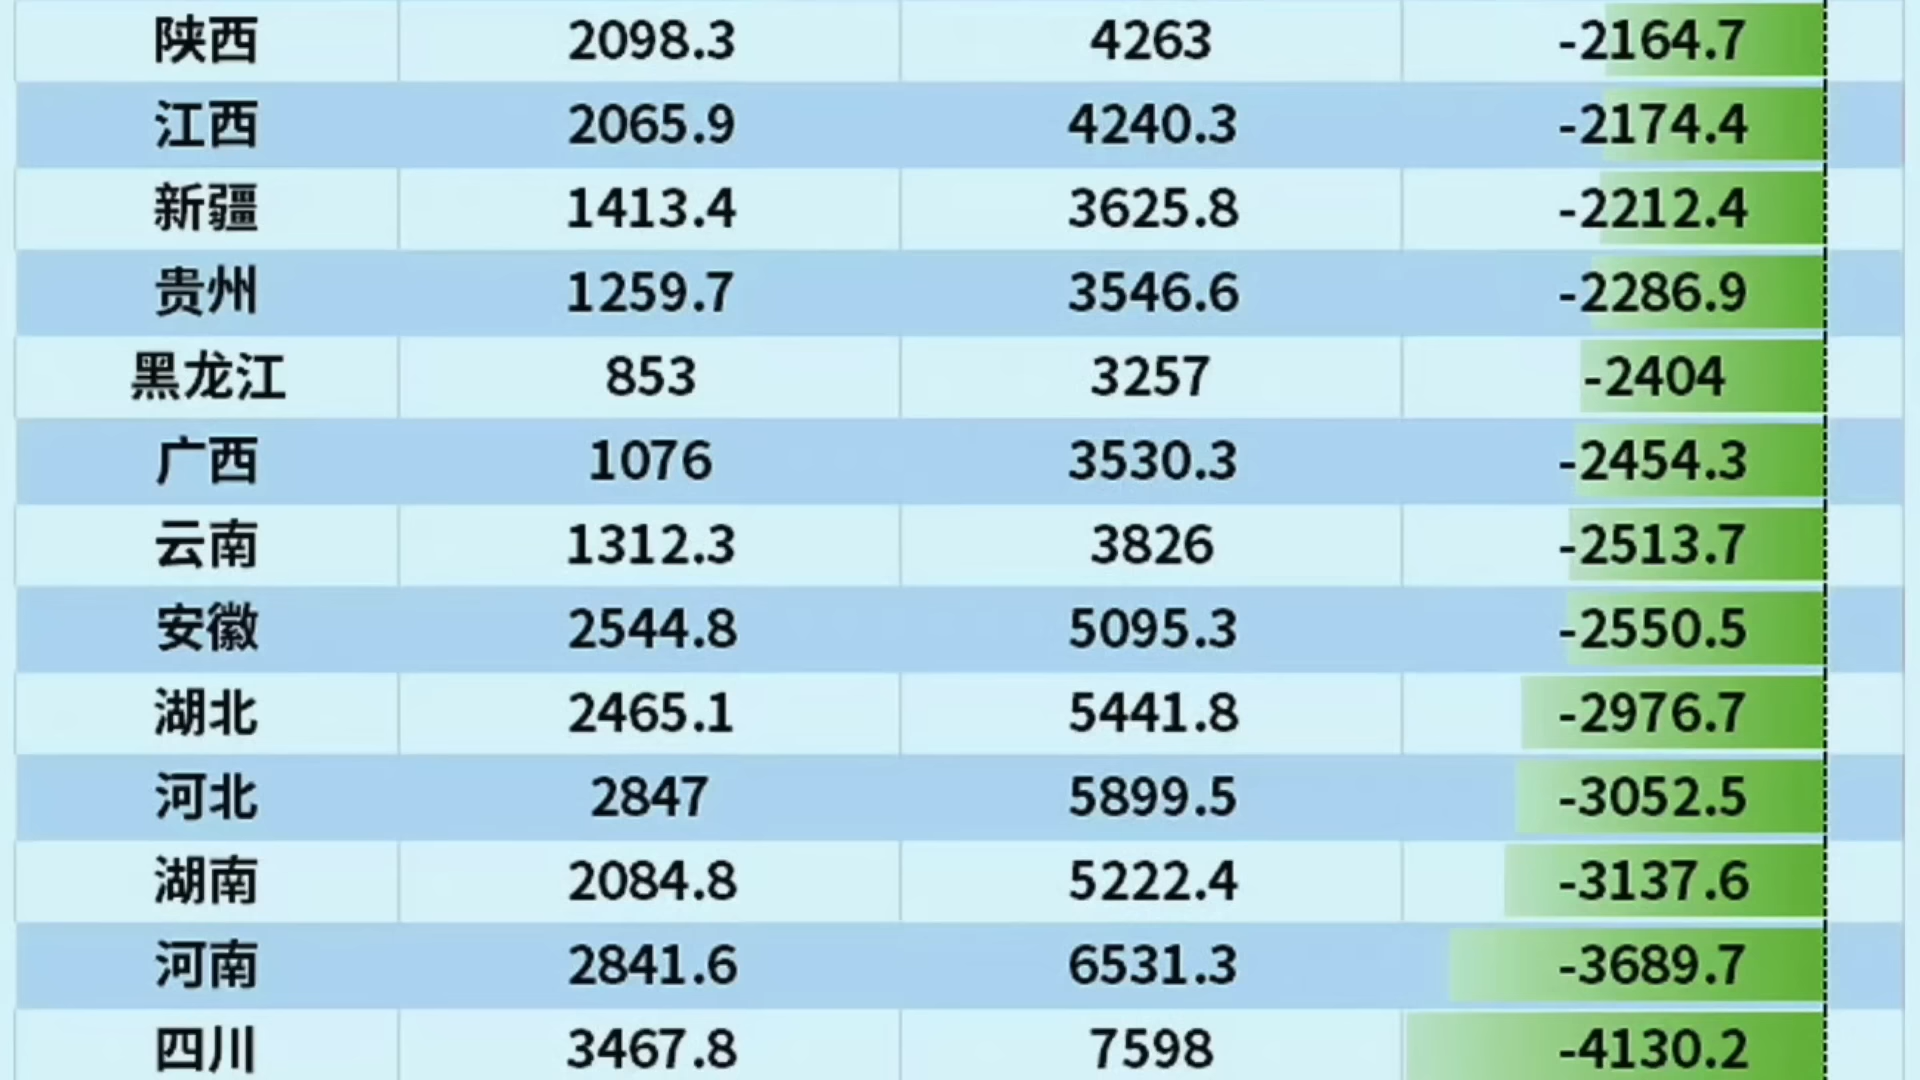 陕西 2098.3 4263 -2164.7
江西 2065.9 4240.3 -2174.4
新疆 1413.4 3625.8 -2212.4
贵州 1259.7 3546.6 -2286.9
黑龙江 853 3257 -2404
广西 1076 3530.3 -2454.3
云南 1312.3 3826 -2513.7
安徽 2544.8 5095.3 -2550.5
湖北 2465.1 5441.8 -2976.7
河北 2847 5899.5 -3052.5
湖南 2084.8 5222.4 -3137.6
河南 2841.6 6531.3 -3689.7
四川 3467.8 7598 -4130.2